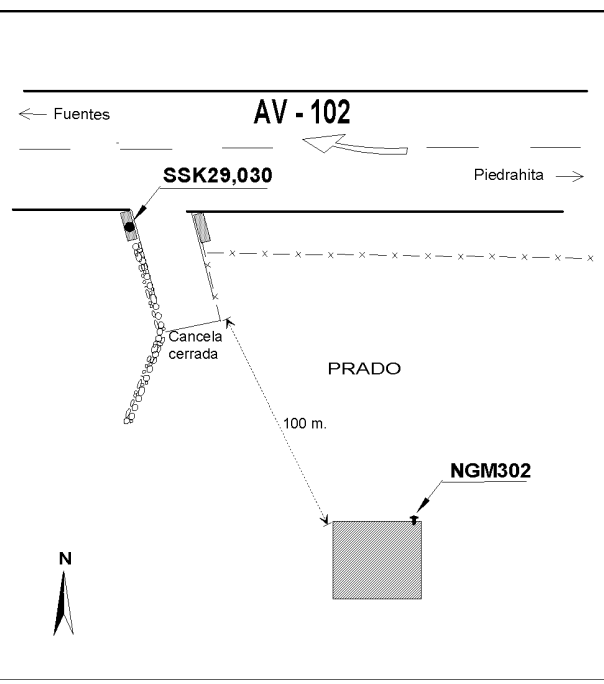 AV - 102
Fuentes
SSK29,030
Piedrahita
Cancela
cerrada
PRADO
100 m.
NGM302
N